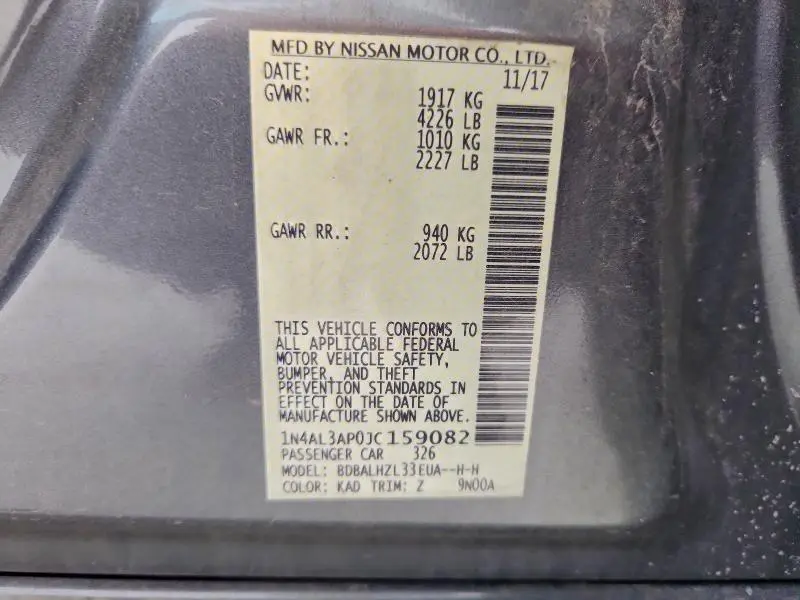 MFD BY NISSAN MOTOR CO., LTD.
DATE: 11/17
GVWR: 1917 KG
4226 LB
GAWR FR.: 1010 KG
2227 LB
GAWR RR.: 940 KG
2072 LB
THIS VEHICLE CONFORMS TO
ALL APPLICABLE FEDERAL
MOTOR VEHICLE SAFETY,
BUMPER, AND THEFT
PREVENTION STANDARDS IN
EFFECT ON THE DATE OF
MANUFACTURE SHOWN ABOVE.
1N4AL3AP0JC159082
PASSENGER CAR 326
MODEL: BDBALHZL33EUA--H-H
COLOR: KAD TRIM: Z 9N00A